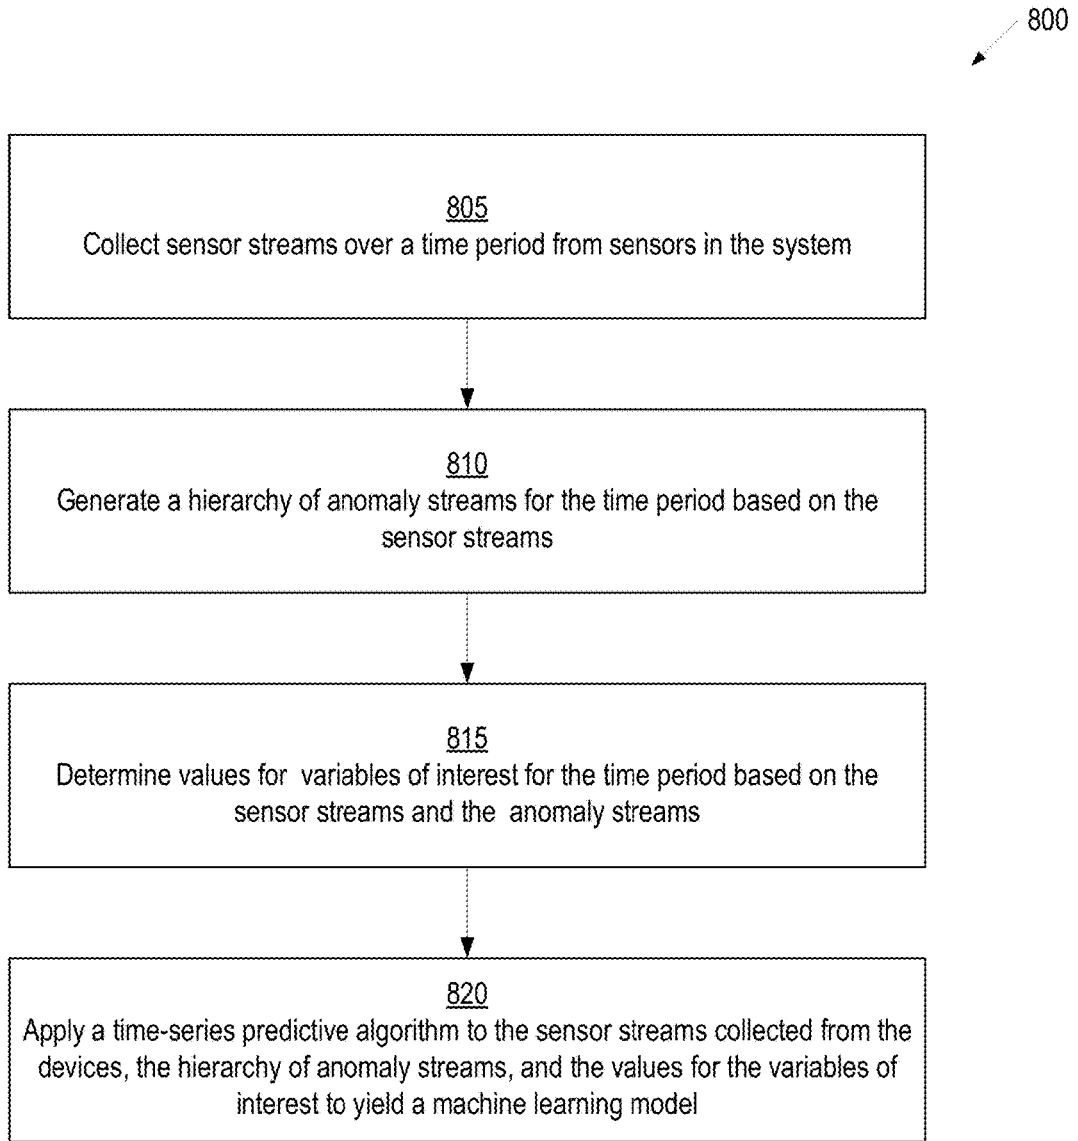 800
805
Collect sensor streams over a time period from sensors in the system
810
Generate a hierarchy of anomaly streams for the time period based on the
sensor streams
815
Determine values for variables of interest for the time period based on the
sensor streams and the anomaly streams
820
Apply a time-series predictive algorithm to the sensor streams collected from the
devices, the hierarchy of anomaly streams, and the values for the variables of
interest to yield a machine learning model